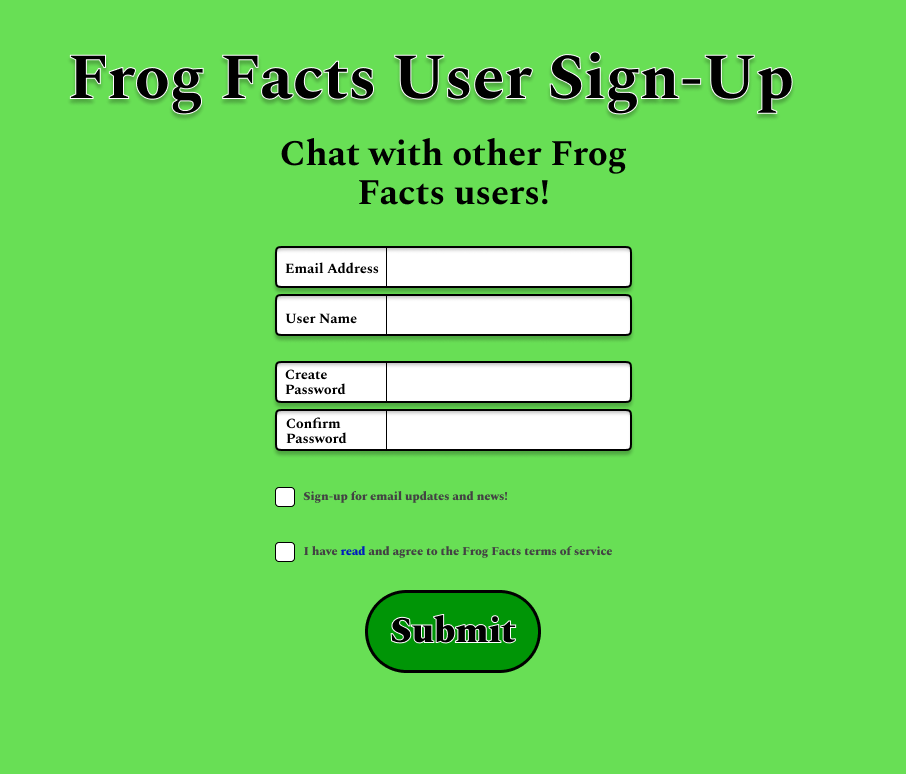 Frog Facts User Sign-Up
Chat with other Frog
Facts users!
Email Address
User Name
Create
Password
Confirm
Password
Sign-up for email updates and news!
I have read and agree to the Frog Facts terms of service
Submit